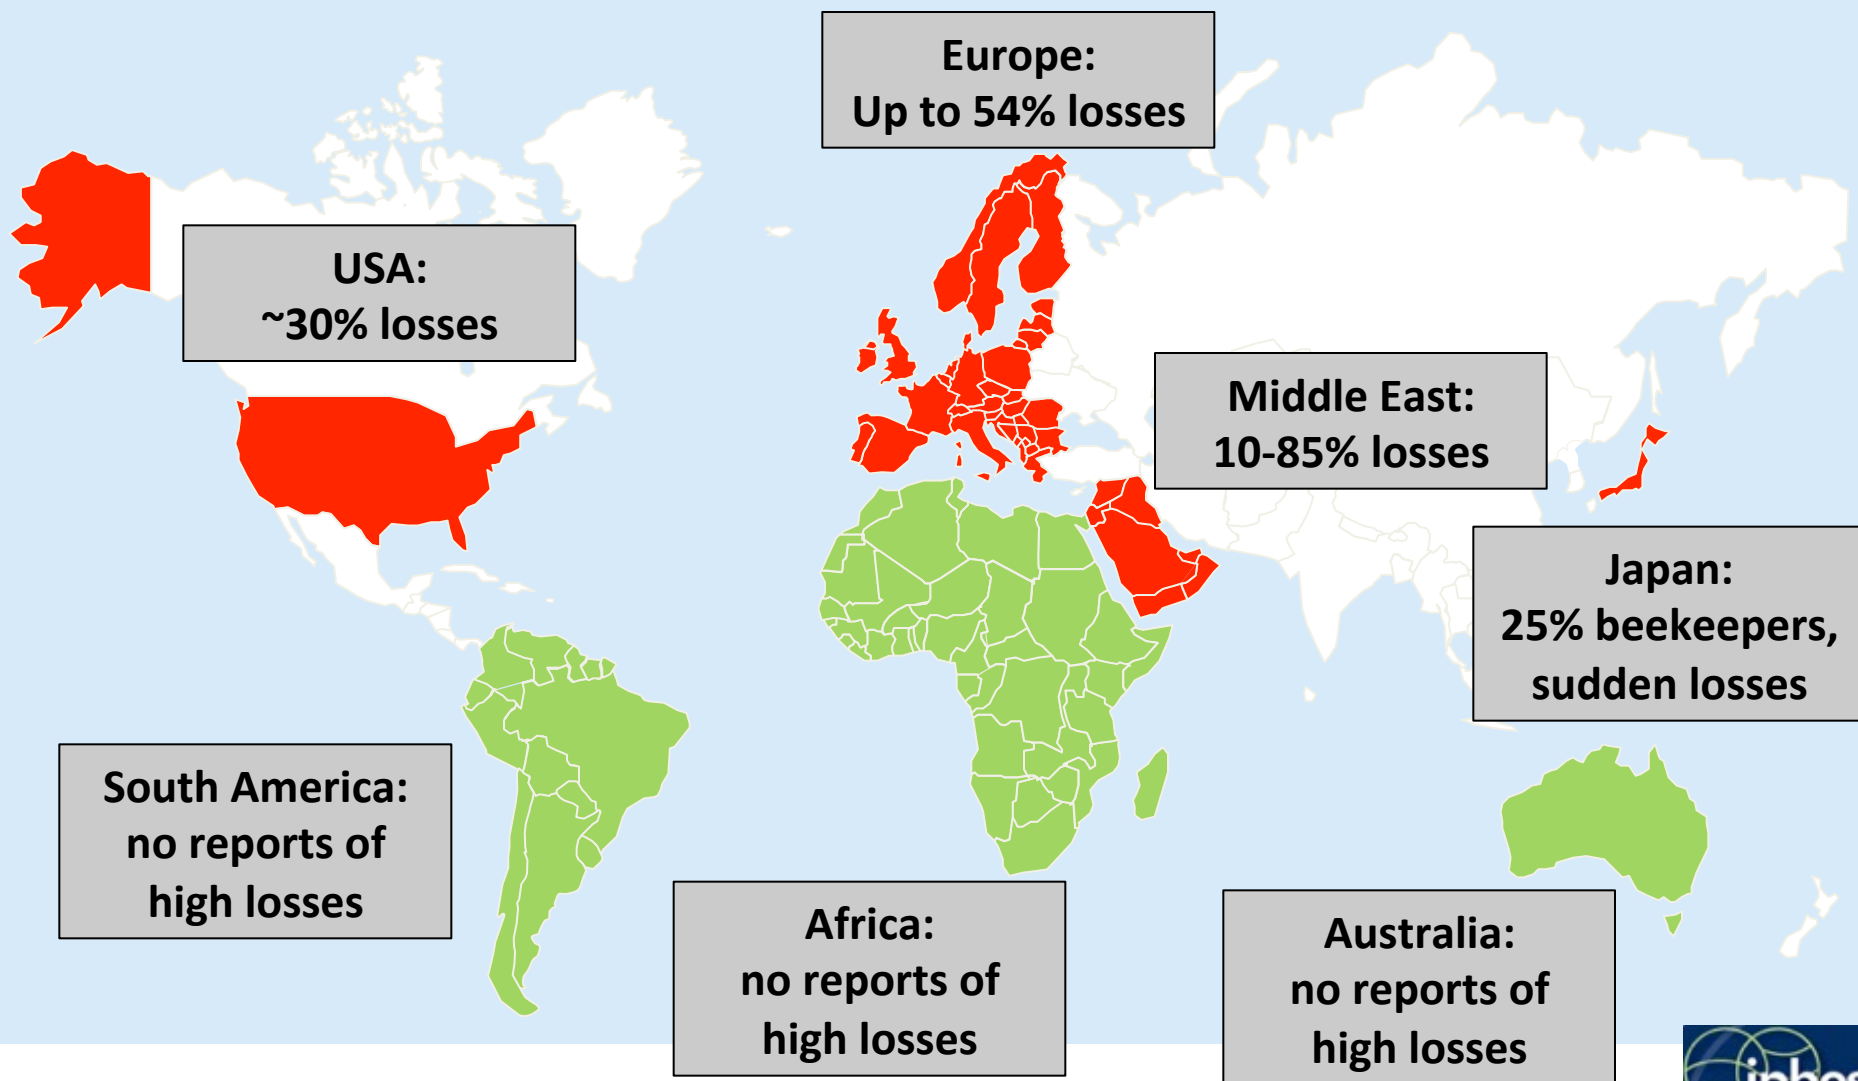 Europe:
Up to 54% losses
USA:
~30% losses
Middle East:
10-85% losses
Japan:
25% beekeepers,
sudden losses
South America:
no reports of
high losses
Africa:
no reports of
high losses
Australia:
no reports of
high losses